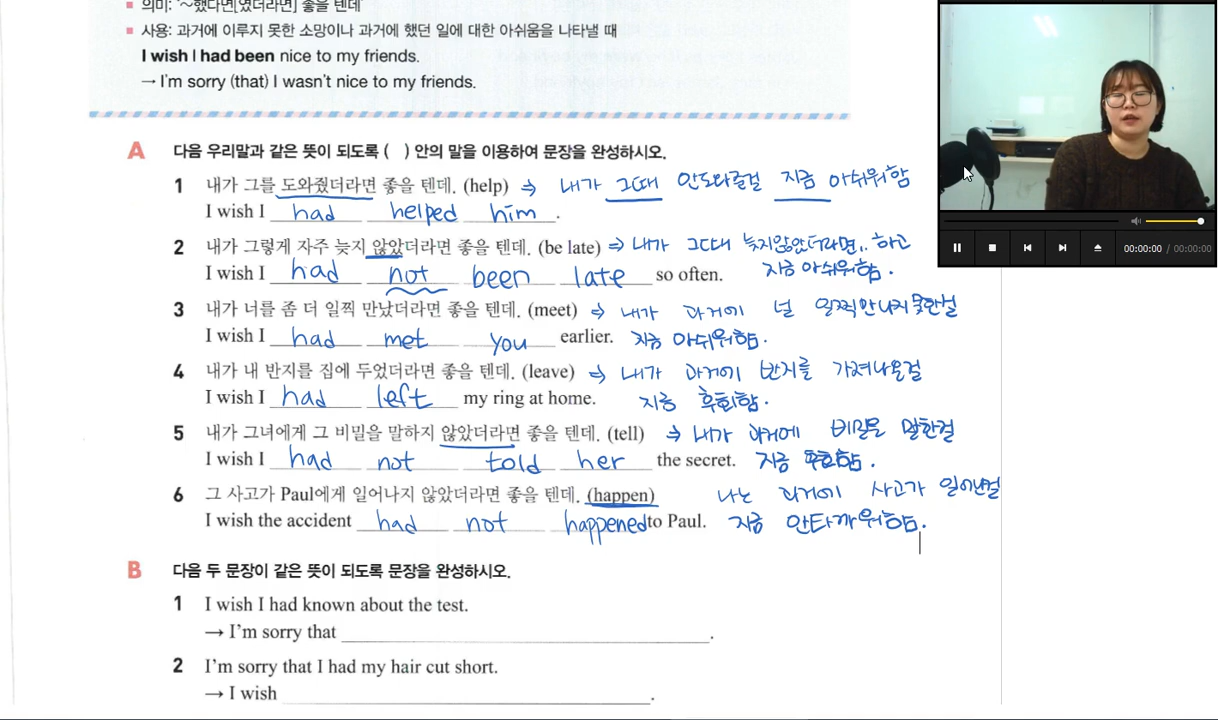 의미: '~했다면[였더라면] 좋을 텐데'
사용: 과거에 이루지 못한 소망이나 과거에 했던 일에 대한 아쉬움을 나타낼 때
I wish I had been nice to my friends.
→ I'm sorry (that) I wasn't nice to my friends.
A 다음 우리말과 같은 뜻이 되도록 ( ) 안의 말을 이용하여 문장을 완성하시오.
1 내가 그를 도와줬더라면 좋을 텐데. (help) ⇒ 내가 그때 안도와준걸 지금 아쉬워함
I wish I had helped him.
2 내가 그렇게 자주 늦지 않았더라면 좋을 텐데. (be late) ⇒ 내가 그때 늦지않았더라면.. 하고
I wish I had not been late so often. 지금 아쉬워함.
3 내가 너를 좀 더 일찍 만났더라면 좋을 텐데. (meet) ⇒ 내가 과거에 널 일찍만나지못한걸
I wish I had met you earlier. 지금 아쉬워함.
4 내가 내 반지를 집에 두었더라면 좋을 텐데. (leave) ⇒ 내가 과거에 반지를 가져나온걸
I wish I had left my ring at home. 지금 후회함.
5 내가 그녀에게 그 비밀을 말하지 않았더라면 좋을 텐데. (tell) ⇒ 내가 과거에 비밀을 말한걸
I wish I had not told her the secret. 지금 후회함.
6 그 사고가 Paul에게 일어나지 않았더라면 좋을 텐데. (happen) 나는 과거에 사고가 일어난걸
I wish the accident had not happened to Paul. 지금 안타까워함.
B 다음 두 문장이 같은 뜻이 되도록 문장을 완성하시오.
1 I wish I had known about the test.
→ I'm sorry that ______.
2 I'm sorry that I had my hair cut short.
→ I wish ______.
00:00:00 / 00:00:00